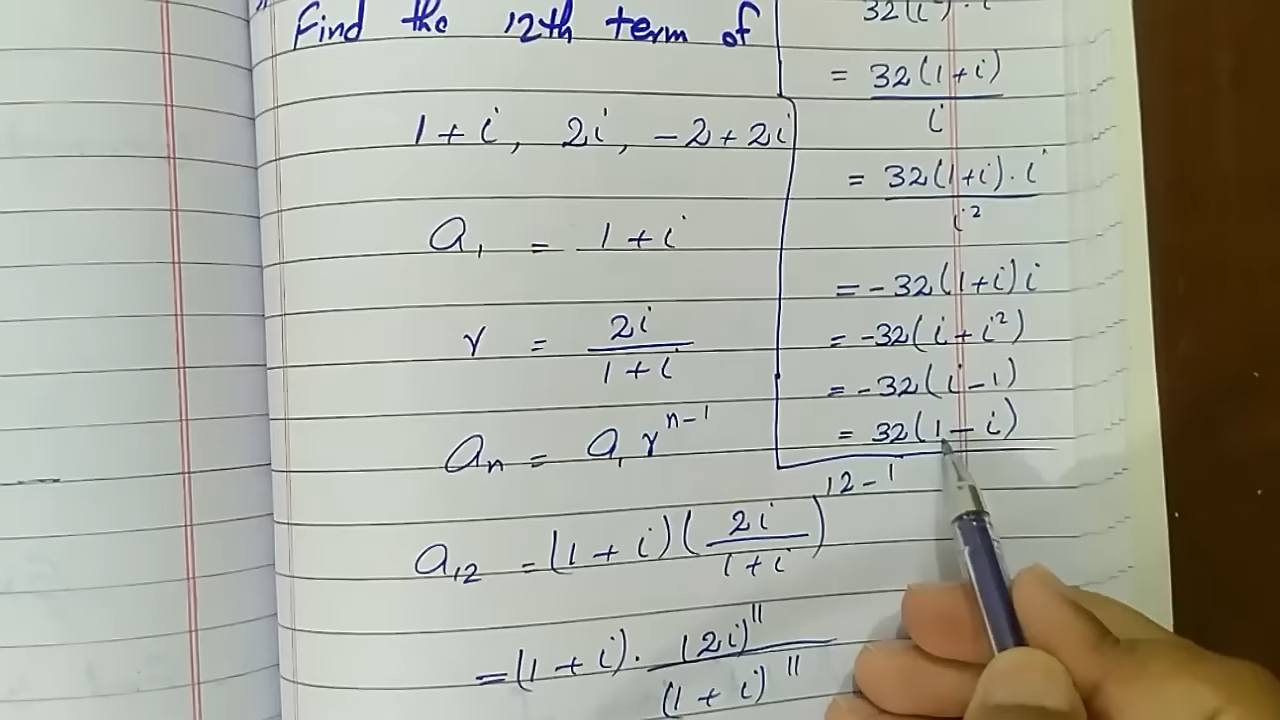 Find the 12th term of
1 + i, 2i, -2 + 2i
a₁ = 1 + i
r = 2i / 1 + i
aₙ = a₁ r^(n-1)
a₁₂ = (1 + i) (2i / 1 + i)^(12-1)
= (1 + i) . (2i)^11 / (1 + i)^11
= 32(1+i) / i
= 32(1+i) . i / i²
= -32(1+i)i
= -32(i + i²)
= -32(i - 1)
= 32(1 - i)